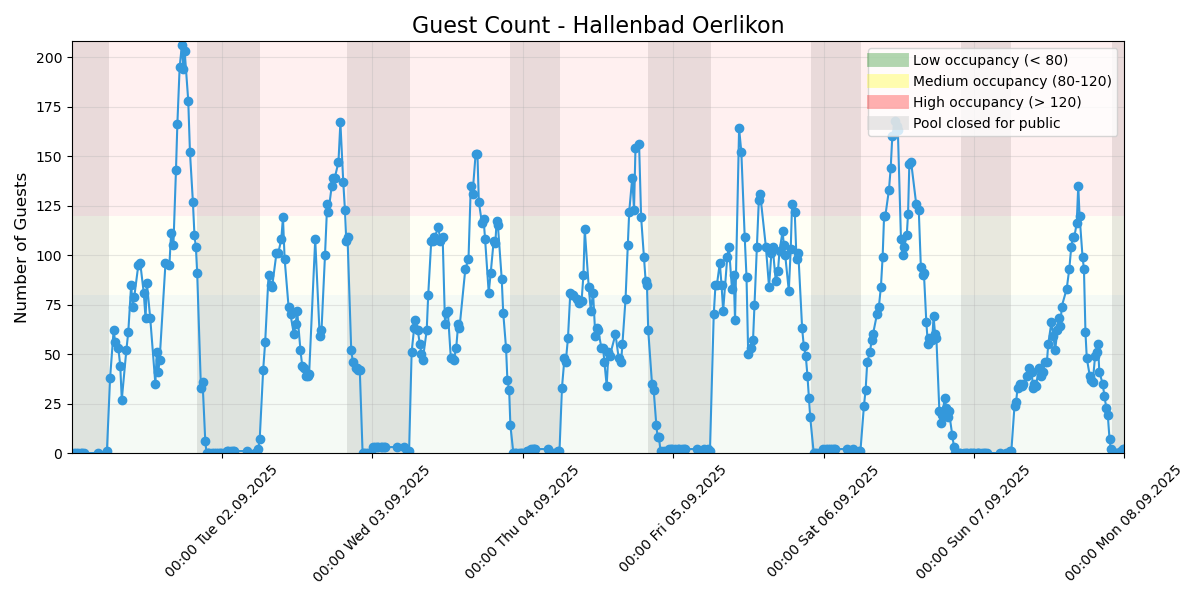 Guest Count - Hallenbad Oerlikon
Number of Guests
200
175
150
125
100
75
50
25
0
Low occupancy (< 80)
Medium occupancy (80-120)
High occupancy (> 120)
Pool closed for public
00:00 Tue 02.09.2025
00:00 Wed 03.09.2025
00:00 Thu 04.09.2025
00:00 Fri 05.09.2025
00:00 Sat 06.09.2025
00:00 Sun 07.09.2025
00:00 Mon 08.09.2025